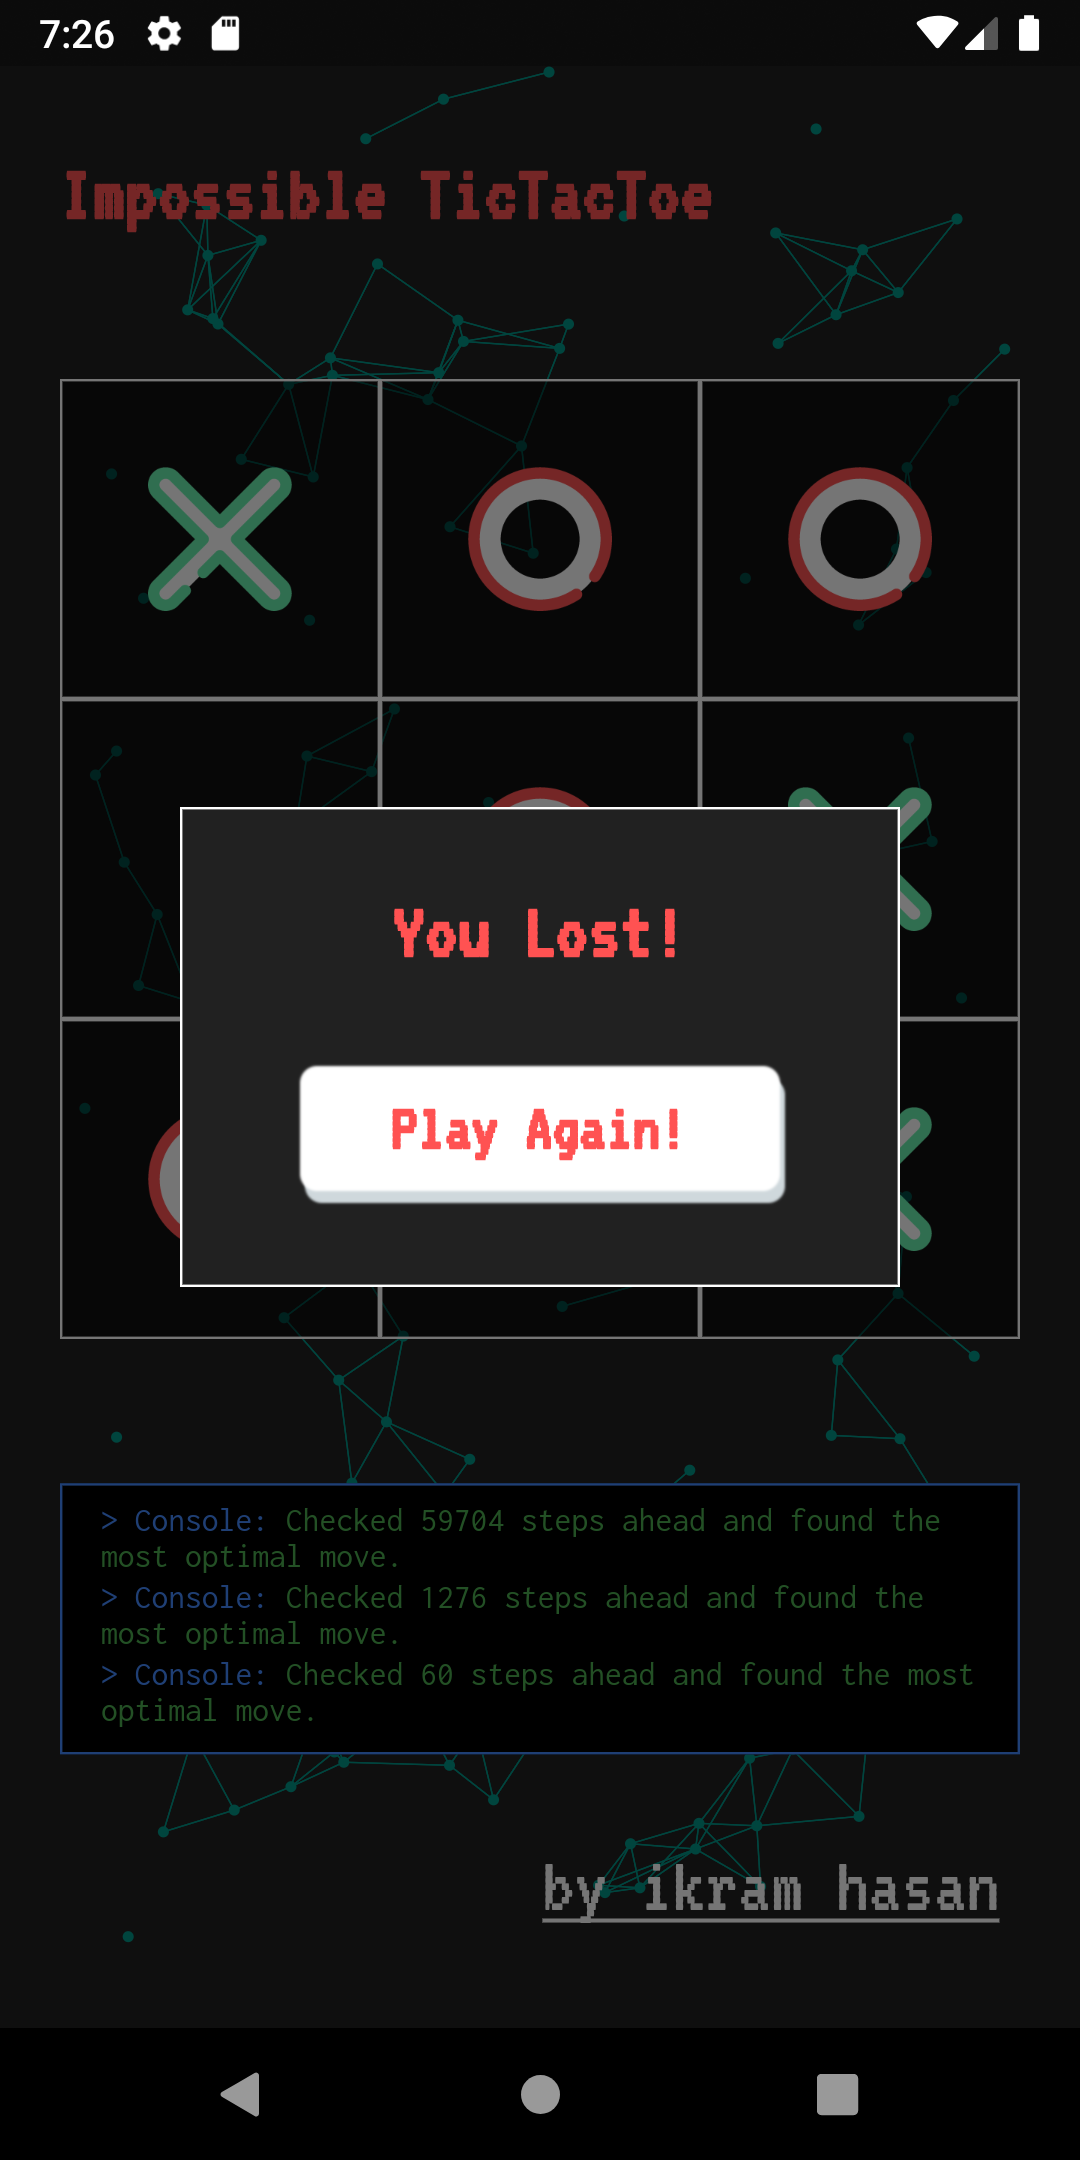 7:26
Impossible TicTacToe
You Lost!
Play Again!
> Console: Checked 59704 steps ahead and found the
most optimal move.
> Console: Checked 1276 steps ahead and found the
most optimal move.
> Console: Checked 60 steps ahead and found the most
optimal move.
by ikram hasan